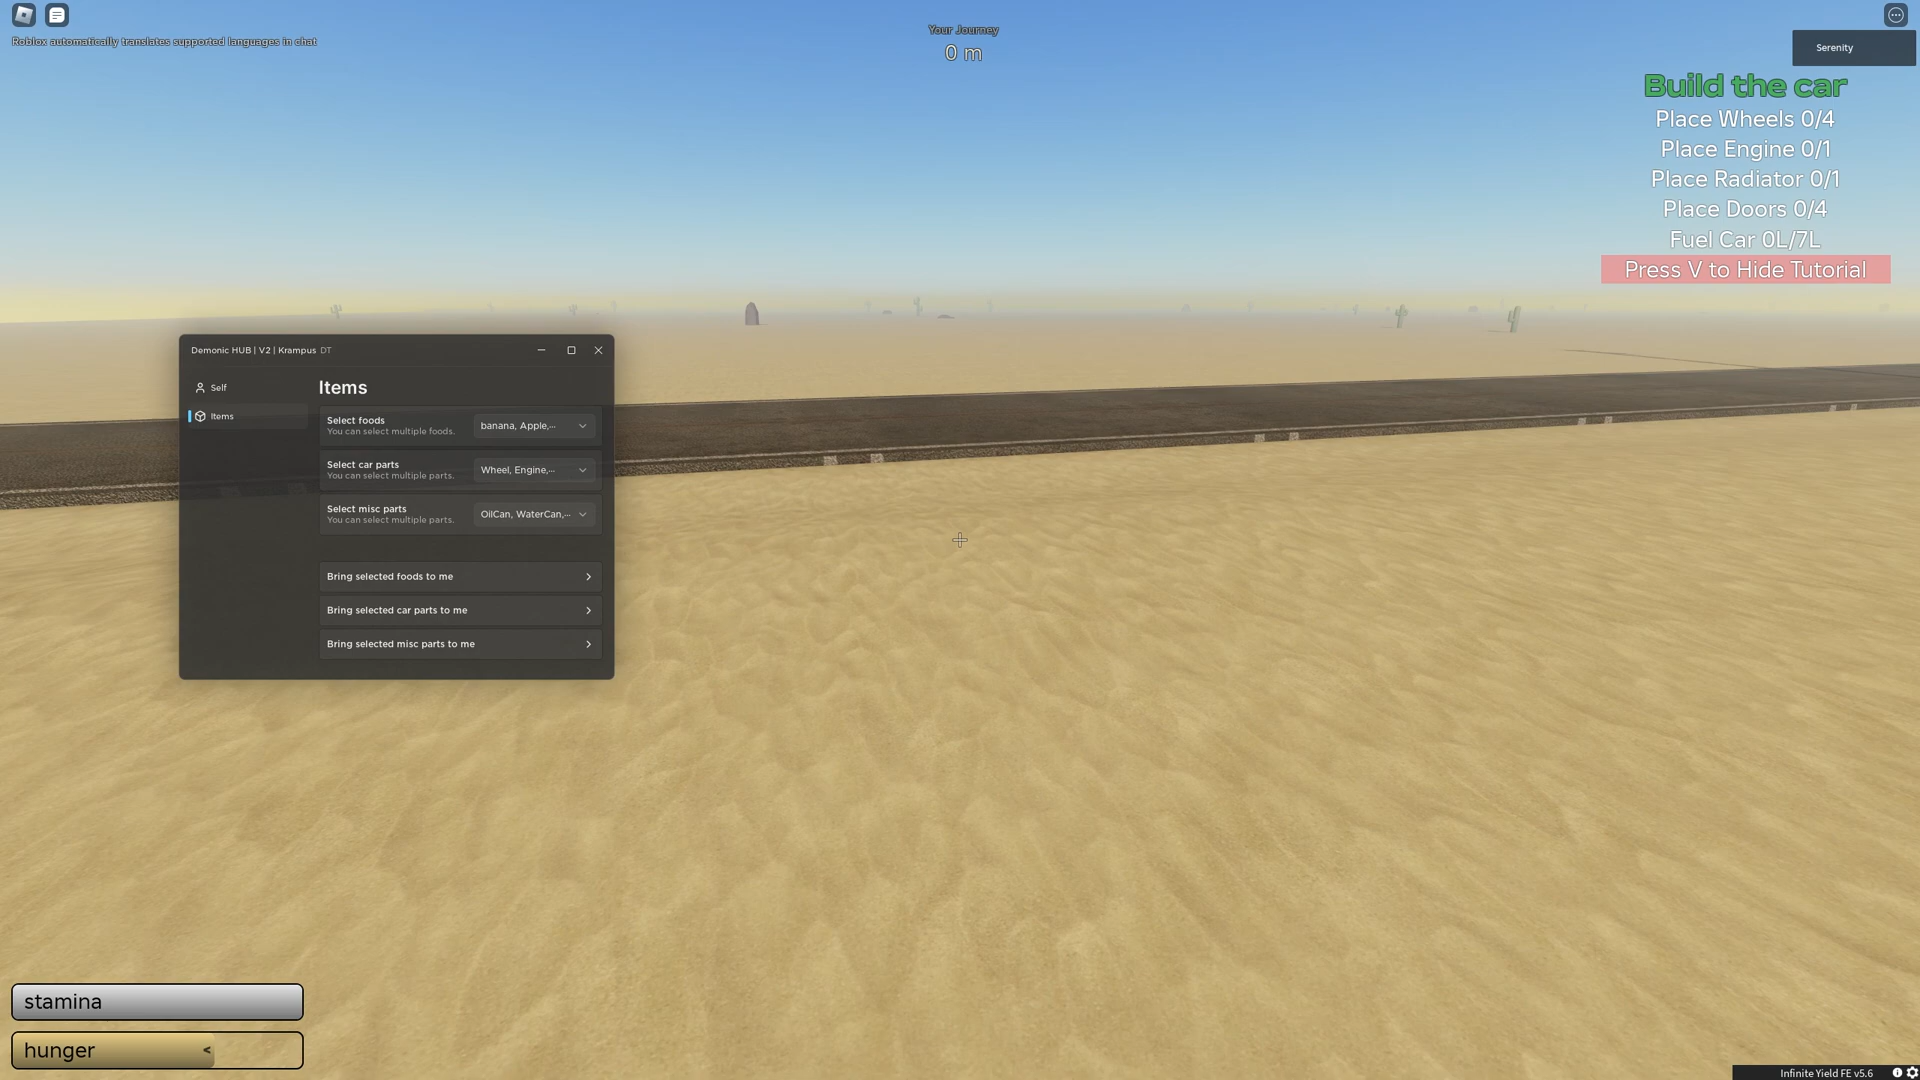 Roblox automatically translates supported languages in chat
Your Journey
0 m
Serenity
Build the car
Place Wheels 0/4
Place Engine 0/1
Place Radiator 0/1
Place Doors 0/4
Fuel Car 0L/7L
Press V to Hide Tutorial
Demonic HUB | V2 | Krampus DT
Self
Items
Items
Select foods
You can select multiple foods.
banana, Apple,...
Select car parts
You can select multiple parts.
Wheel, Engine,...
Select misc parts
You can select multiple parts.
OilCan, WaterCan,...
Bring selected foods to me
Bring selected car parts to me
Bring selected misc parts to me
stamina
hunger <
Infinite Yield FE v5.6